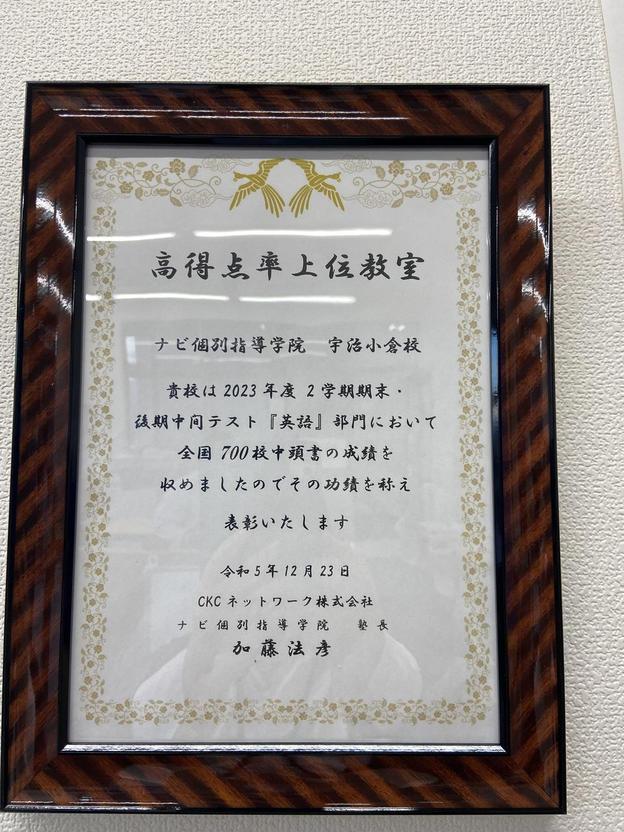 高得点率上位教室
ナビ個別指導学院 宇治小倉校
貴校は2023年度 2学期期末・
後期中間テスト『英語』部門において
全国700校中頭書の成績を
収めましたのでその功績を称え
表彰いたします
令和5年12月23日
CKCネットワーク株式会社
ナビ個別指導学院 塾長
加藤法彦